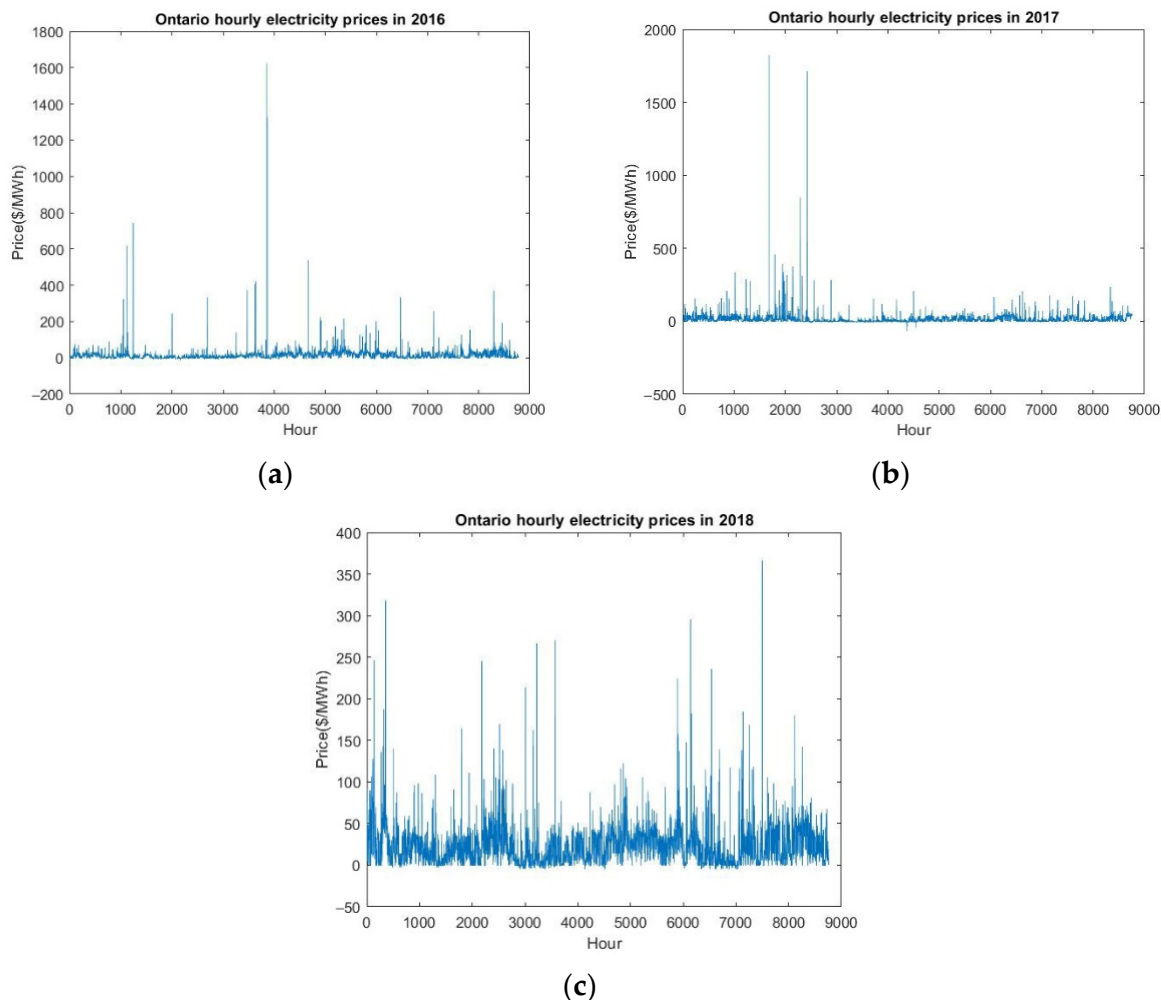 Ontario hourly electricity prices in 2016
1800
1600
1400
1200
1000
800
600
400
200
0
–200
Price($/MWh)
0 1000 2000 3000 4000 5000 6000 7000 8000 9000
Hour
(a)
Ontario hourly electricity prices in 2017
2000
1500
1000
500
0
–500
Price($/MWh)
0 1000 2000 3000 4000 5000 6000 7000 8000 9000
Hour
(b)
Ontario hourly electricity prices in 2018
400
350
300
250
200
150
100
50
0
–50
Price($/MWh)
0 1000 2000 3000 4000 5000 6000 7000 8000 9000
Hour
(c)